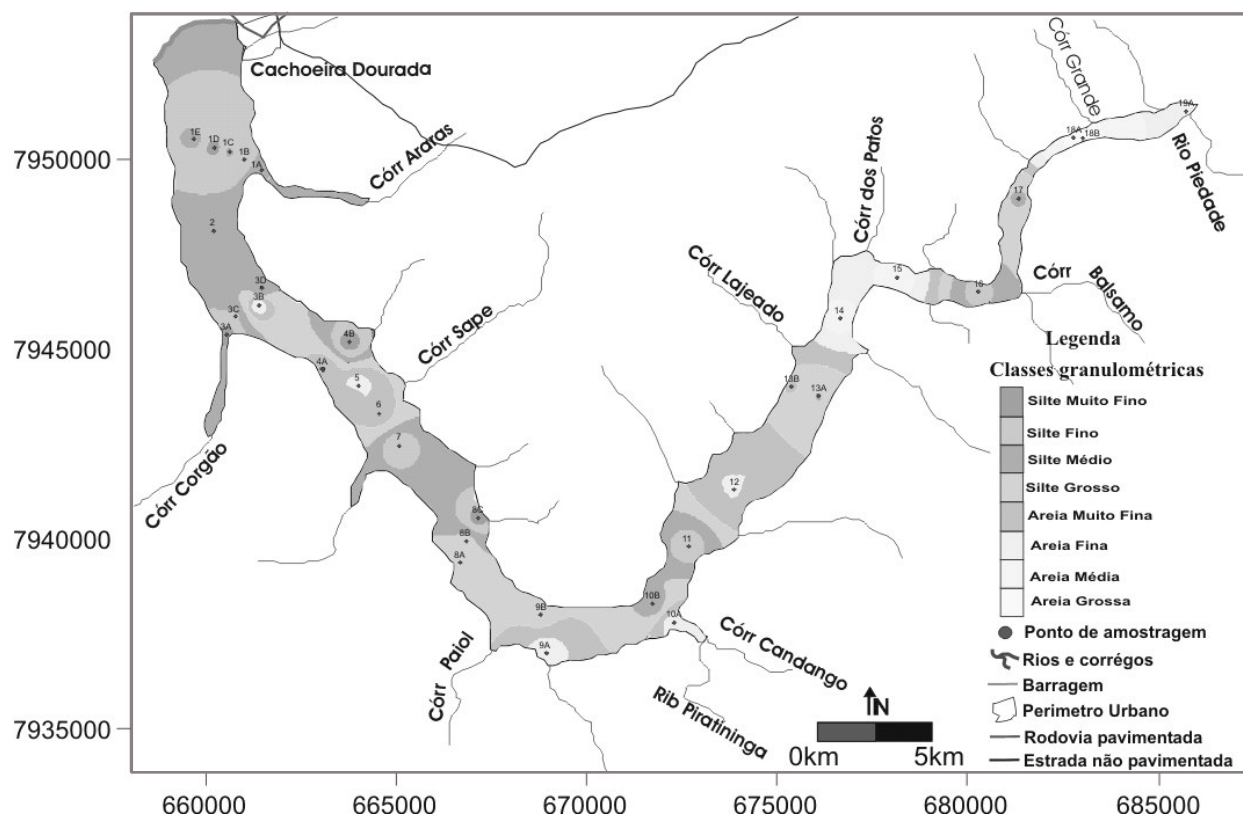 Cachoeira Dourada
Córr Grande
19A
18A
18B
1E
1D
1C
1B
1A
7950000
Córr Araras
Córr dos Patos
Rio Piedade
17
2
3D
3B
3C
3A
4B
4A
5
6
7
Córr Sape
Córr Lajeado
15
16
14
Córr
Balsamo
7945000
13B
13A
12
Córr Corgão
8C
8B
8A
11
7940000
10B
10A
9B
9A
Córr Paiol
Córr Candango
Rib Piratininga
7935000
N
0km
5km
Legenda
Classes granulométricas
Silte Muito Fino
Silte Fino
Silte Médio
Silte Grosso
Areia Muito Fina
Areia Fina
Areia Média
Areia Grossa
Ponto de amostragem
Rios e corrégos
Barragem
Perimetro Urbano
Rodovia pavimentada
Estrada não pavimentada
660000
665000
670000
675000
680000
685000